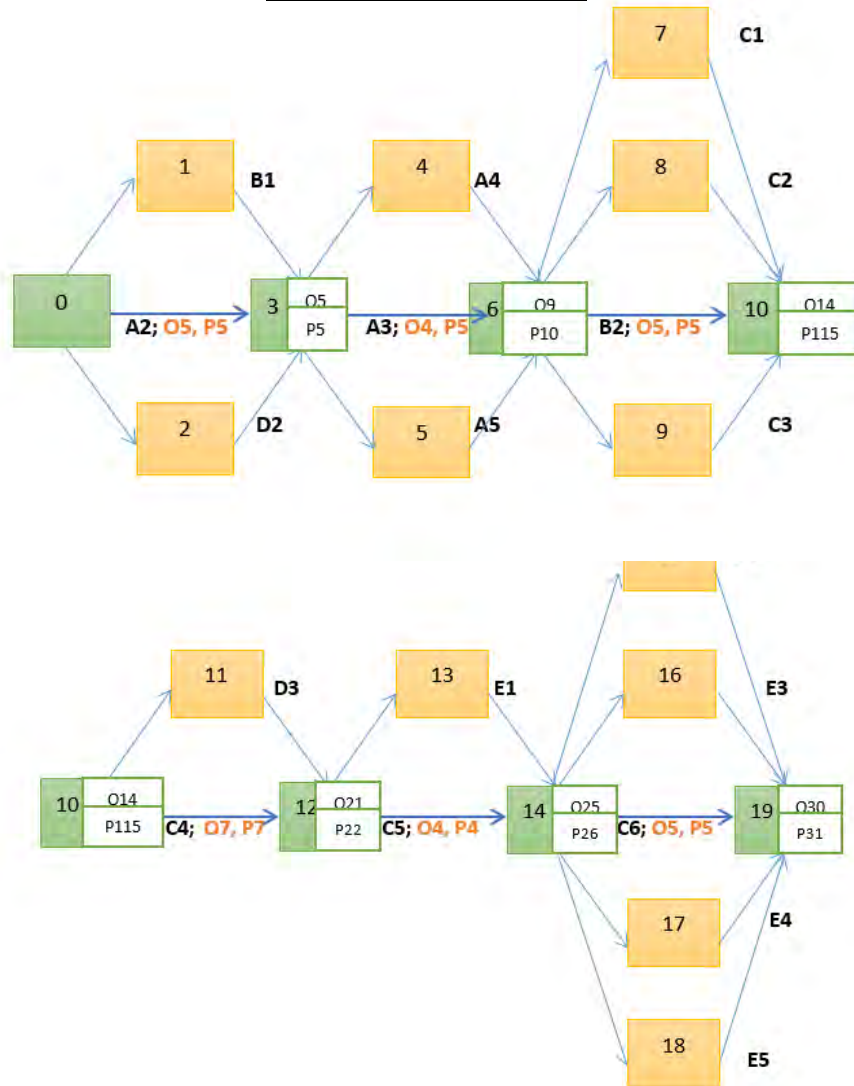 7 C1
1 B1 4 A4 8 C2
0 3 O5 6 O9 10 O14
A2; O5, P5 P5 A3; O4, P5 P10 B2; O5, P5 P115
2 D2 5 A5 9 C3
11 D3 13 E1 16 E3
10 O14 12 O21 14 O25 19 O30
P115 C4; O7, P7 P22 C5; O4, P4 P26 C6; O5, P5 P31
17 E4
18 E5